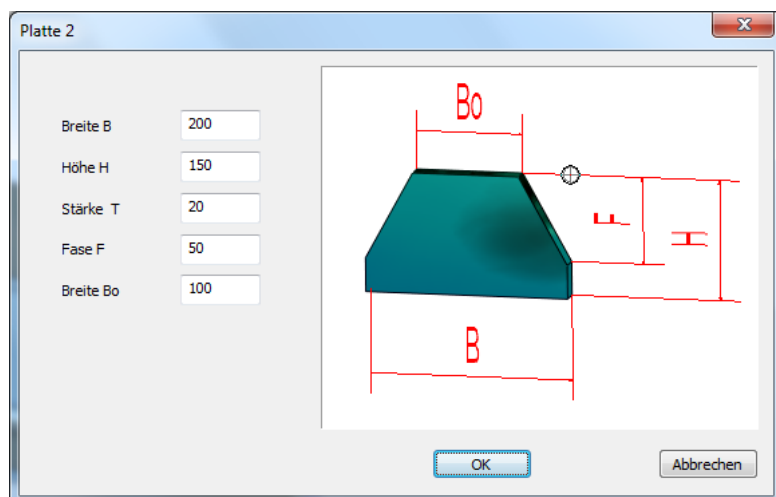 Platte 2
Breite B 200
Höhe H 150
Stärke T 20
Fase F 50
Breite Bo 100
Bo
F
H
B
OK
Abbrechen